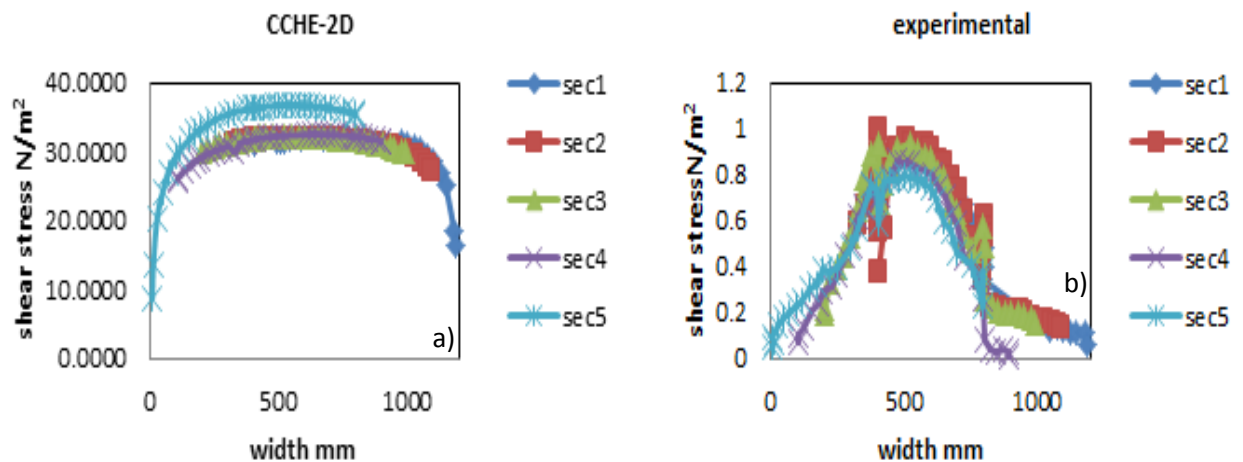 CCHE-2D
shear stress N/m²
40.0000
30.0000
20.0000
10.0000
0.0000
0
500
1000
width mm
a)
sec1
sec2
sec3
sec4
sec5
experimental
shear stress N/m²
1.2
1
0.8
0.6
0.4
0.2
0
0
500
1000
width mm
b)
sec1
sec2
sec3
sec4
sec5